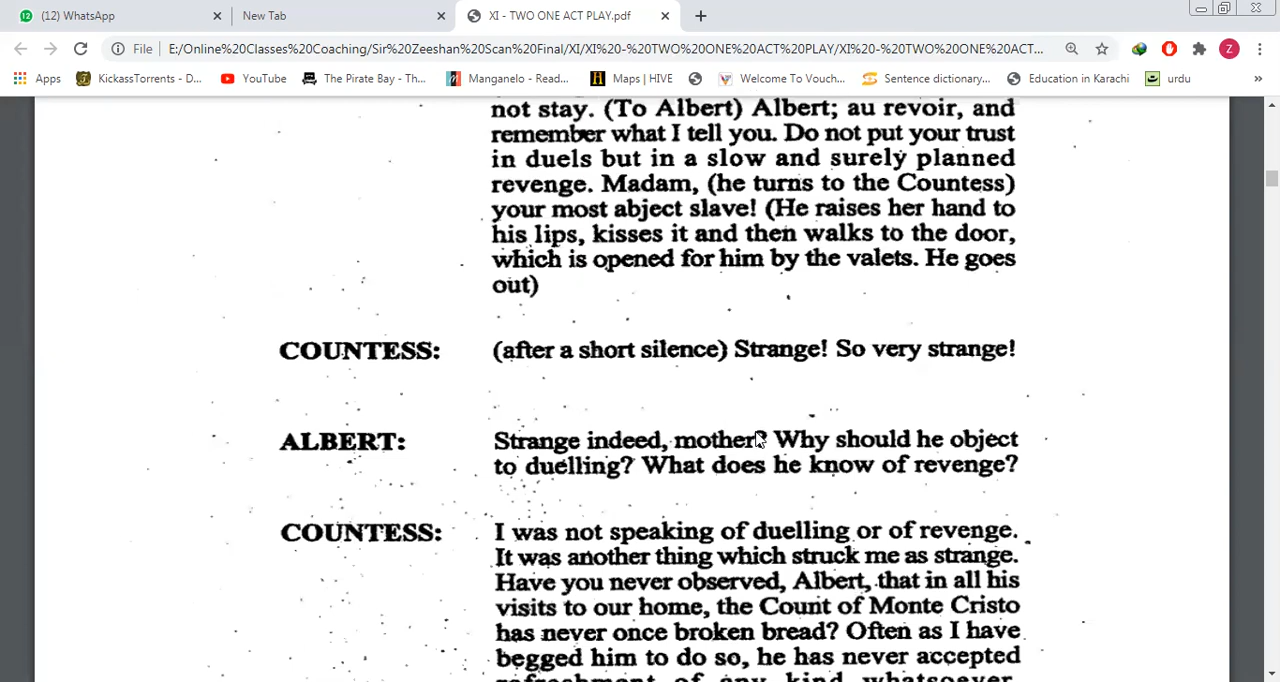 (12) WhatsApp
New Tab
XI - TWO ONE ACT PLAY.pdf
File
E:/Online%20Classes%20Coaching/Sir%20Zeeshan%20Scan%20Final/XI/XI%20-%20TWO%20ONE%20ACT%20PLAY/XI%20-%20TWO%20ONE%20ACT...
Z
Apps
KickassTorrents - D...
YouTube
The Pirate Bay - Th...
Manganelo - Read...
Maps | HIVE
Welcome To Vouch...
Sentence dictionary...
Education in Karachi
urdu
»
not stay. (To Albert) Albert; au revoir, and
remember what I tell you. Do not put your trust
in duels but in a slow and surely planned
revenge. Madam, (he turns to the Countess)
your most abject slave! (He raises her hand to
his lips, kisses it and then walks to the door,
which is opened for him by the valets. He goes
out)
COUNTESS: (after a short silence) Strange! So very strange!
ALBERT: Strange indeed, mother? Why should he object
to duelling? What does he know of revenge?
COUNTESS: I was not speaking of duelling or of revenge.
It was another thing which struck me as strange.
Have you never observed, Albert, that in all his
visits to our home, the Count of Monte Cristo
has never once broken bread? Often as I have
begged him to do so, he has never accepted
refreshment of any kind whatsoever.